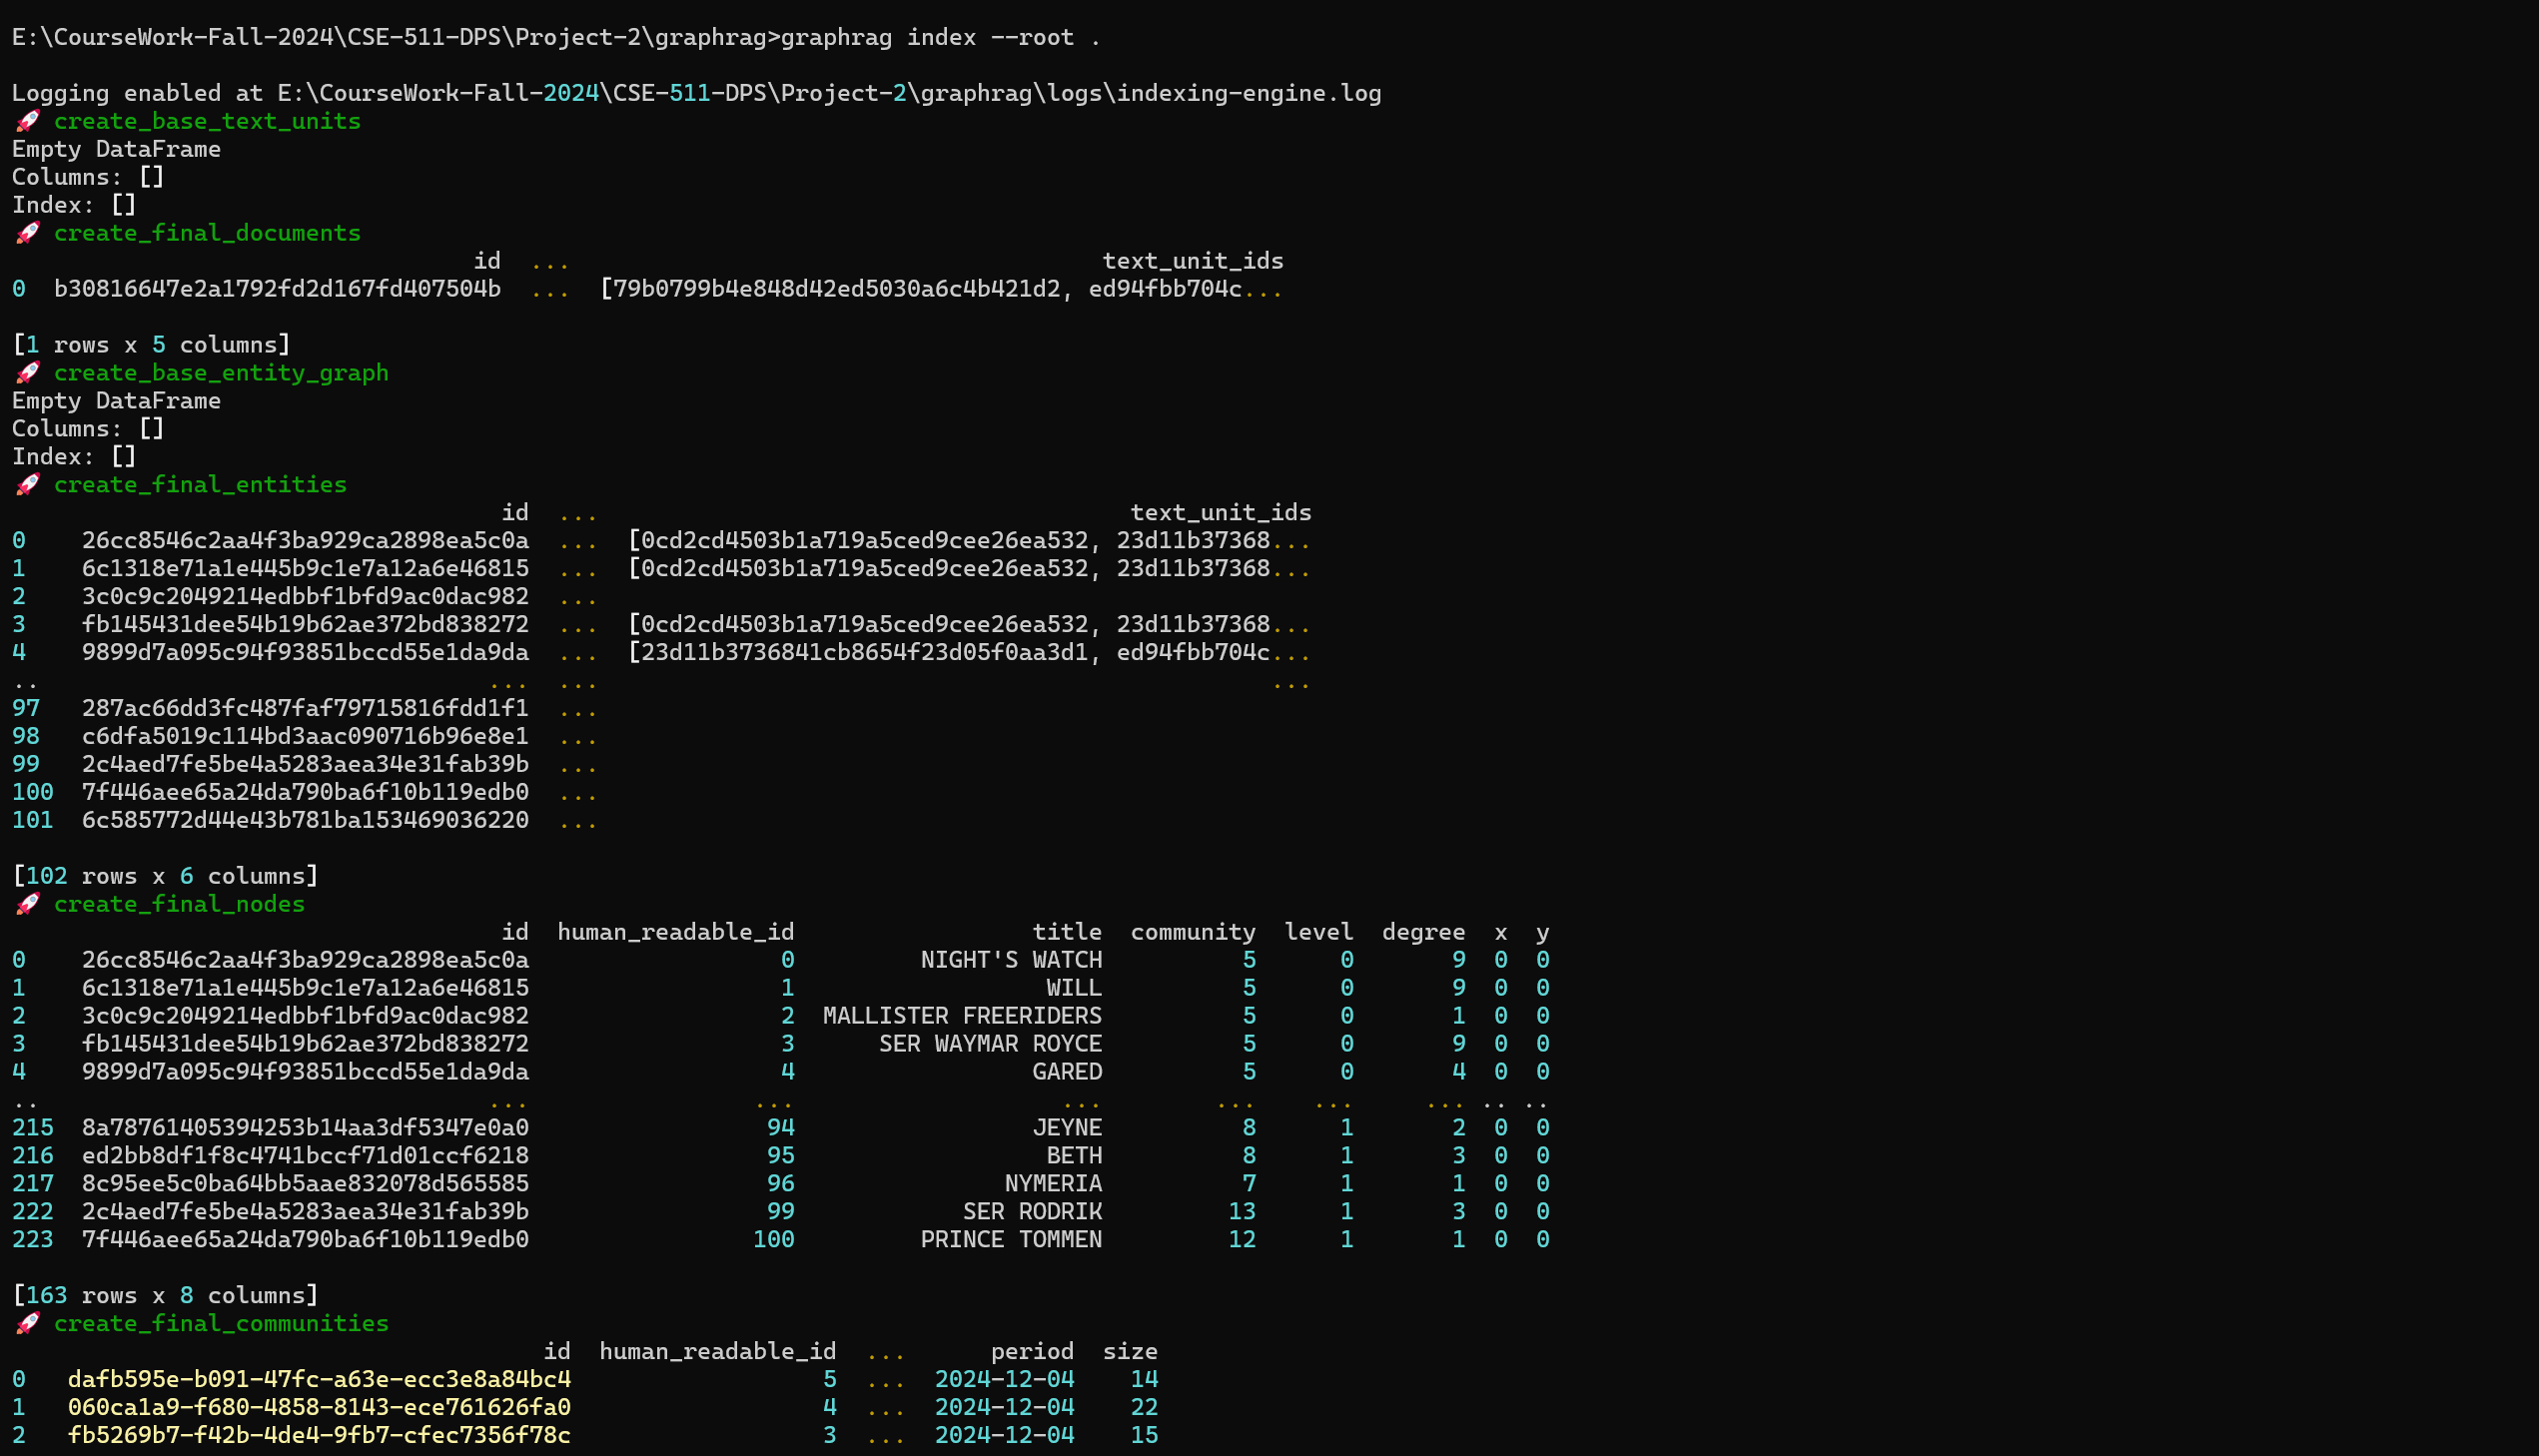 E:\CourseWork-Fall-2024\CSE-511-DPS\Project-2\graphrag>graphrag index --root .
Logging enabled at E:\CourseWork-Fall-2024\CSE-511-DPS\Project-2\graphrag\logs\indexing-engine.log
🚀 create_base_text_units
Empty DataFrame
Columns: []
Index: []
🚀 create_final_documents
id ... text_unit_ids
0 b30816647e2a1792fd2d167fd407504b ... [79b0799b4e848d42ed5030a6c4b421d2, ed94fbb704c...
[1 rows x 5 columns]
🚀 create_base_entity_graph
Empty DataFrame
Columns: []
Index: []
🚀 create_final_entities
id ... text_unit_ids
0 26cc8546c2aa4f3ba929ca2898ea5c0a ... [0cd2cd4503b1a719a5ced9cee26ea532, 23d11b37368...
1 6c1318e71a1e445b9c1e7a12a6e46815 ... [0cd2cd4503b1a719a5ced9cee26ea532, 23d11b37368...
2 3c0c9c2049214edbbf1bfd9ac0dac982 ...
3 fb145431dee54b19b62ae372bd838272 ... [0cd2cd4503b1a719a5ced9cee26ea532, 23d11b37368...
4 9899d7a095c94f93851bccd55e1da9da ... [23d11b3736841cb8654f23d05f0aa3d1, ed94fbb704c...
.. ... ... ...
97 287ac66dd3fc487faf79715816fdd1f1 ...
98 c6dfa5019c114bd3aac090716b96e8e1 ...
99 2c4aed7fe5be4a5283aea34e31fab39b ...
100 7f446aee65a24da790ba6f10b119edb0 ...
101 6c585772d44e43b781ba153469036220 ...
[102 rows x 6 columns]
🚀 create_final_nodes
id human_readable_id title community level degree x y
0 26cc8546c2aa4f3ba929ca2898ea5c0a 0 NIGHT'S WATCH 5 0 9 0 0
1 6c1318e71a1e445b9c1e7a12a6e46815 1 WILL 5 0 9 0 0
2 3c0c9c2049214edbbf1bfd9ac0dac982 2 MALLISTER FREERIDERS 5 0 1 0 0
3 fb145431dee54b19b62ae372bd838272 3 SER WAYMAR ROYCE 5 0 9 0 0
4 9899d7a095c94f93851bccd55e1da9da 4 GARED 5 0 4 0 0
.. ... ... ... ... ... ... .. ..
215 8a78761405394253b14aa3df5347e0a0 94 JEYNE 8 1 2 0 0
216 ed2bb8df1f8c4741bccf71d01ccf6218 95 BETH 8 1 3 0 0
217 8c95ee5c0ba64bb5aae832078d565585 96 NYMERIA 7 1 1 0 0
222 2c4aed7fe5be4a5283aea34e31fab39b 99 SER RODRIK 13 1 3 0 0
223 7f446aee65a24da790ba6f10b119edb0 100 PRINCE TOMMEN 12 1 1 0 0
[163 rows x 8 columns]
🚀 create_final_communities
id human_readable_id ... period size
0 dafb595e-b091-47fc-a63e-ecc3e8a84bc4 5 ... 2024-12-04 14
1 060ca1a9-f680-4858-8143-ece761626fa0 4 ... 2024-12-04 22
2 fb5269b7-f42b-4de4-9fb7-cfec7356f78c 3 ... 2024-12-04 15